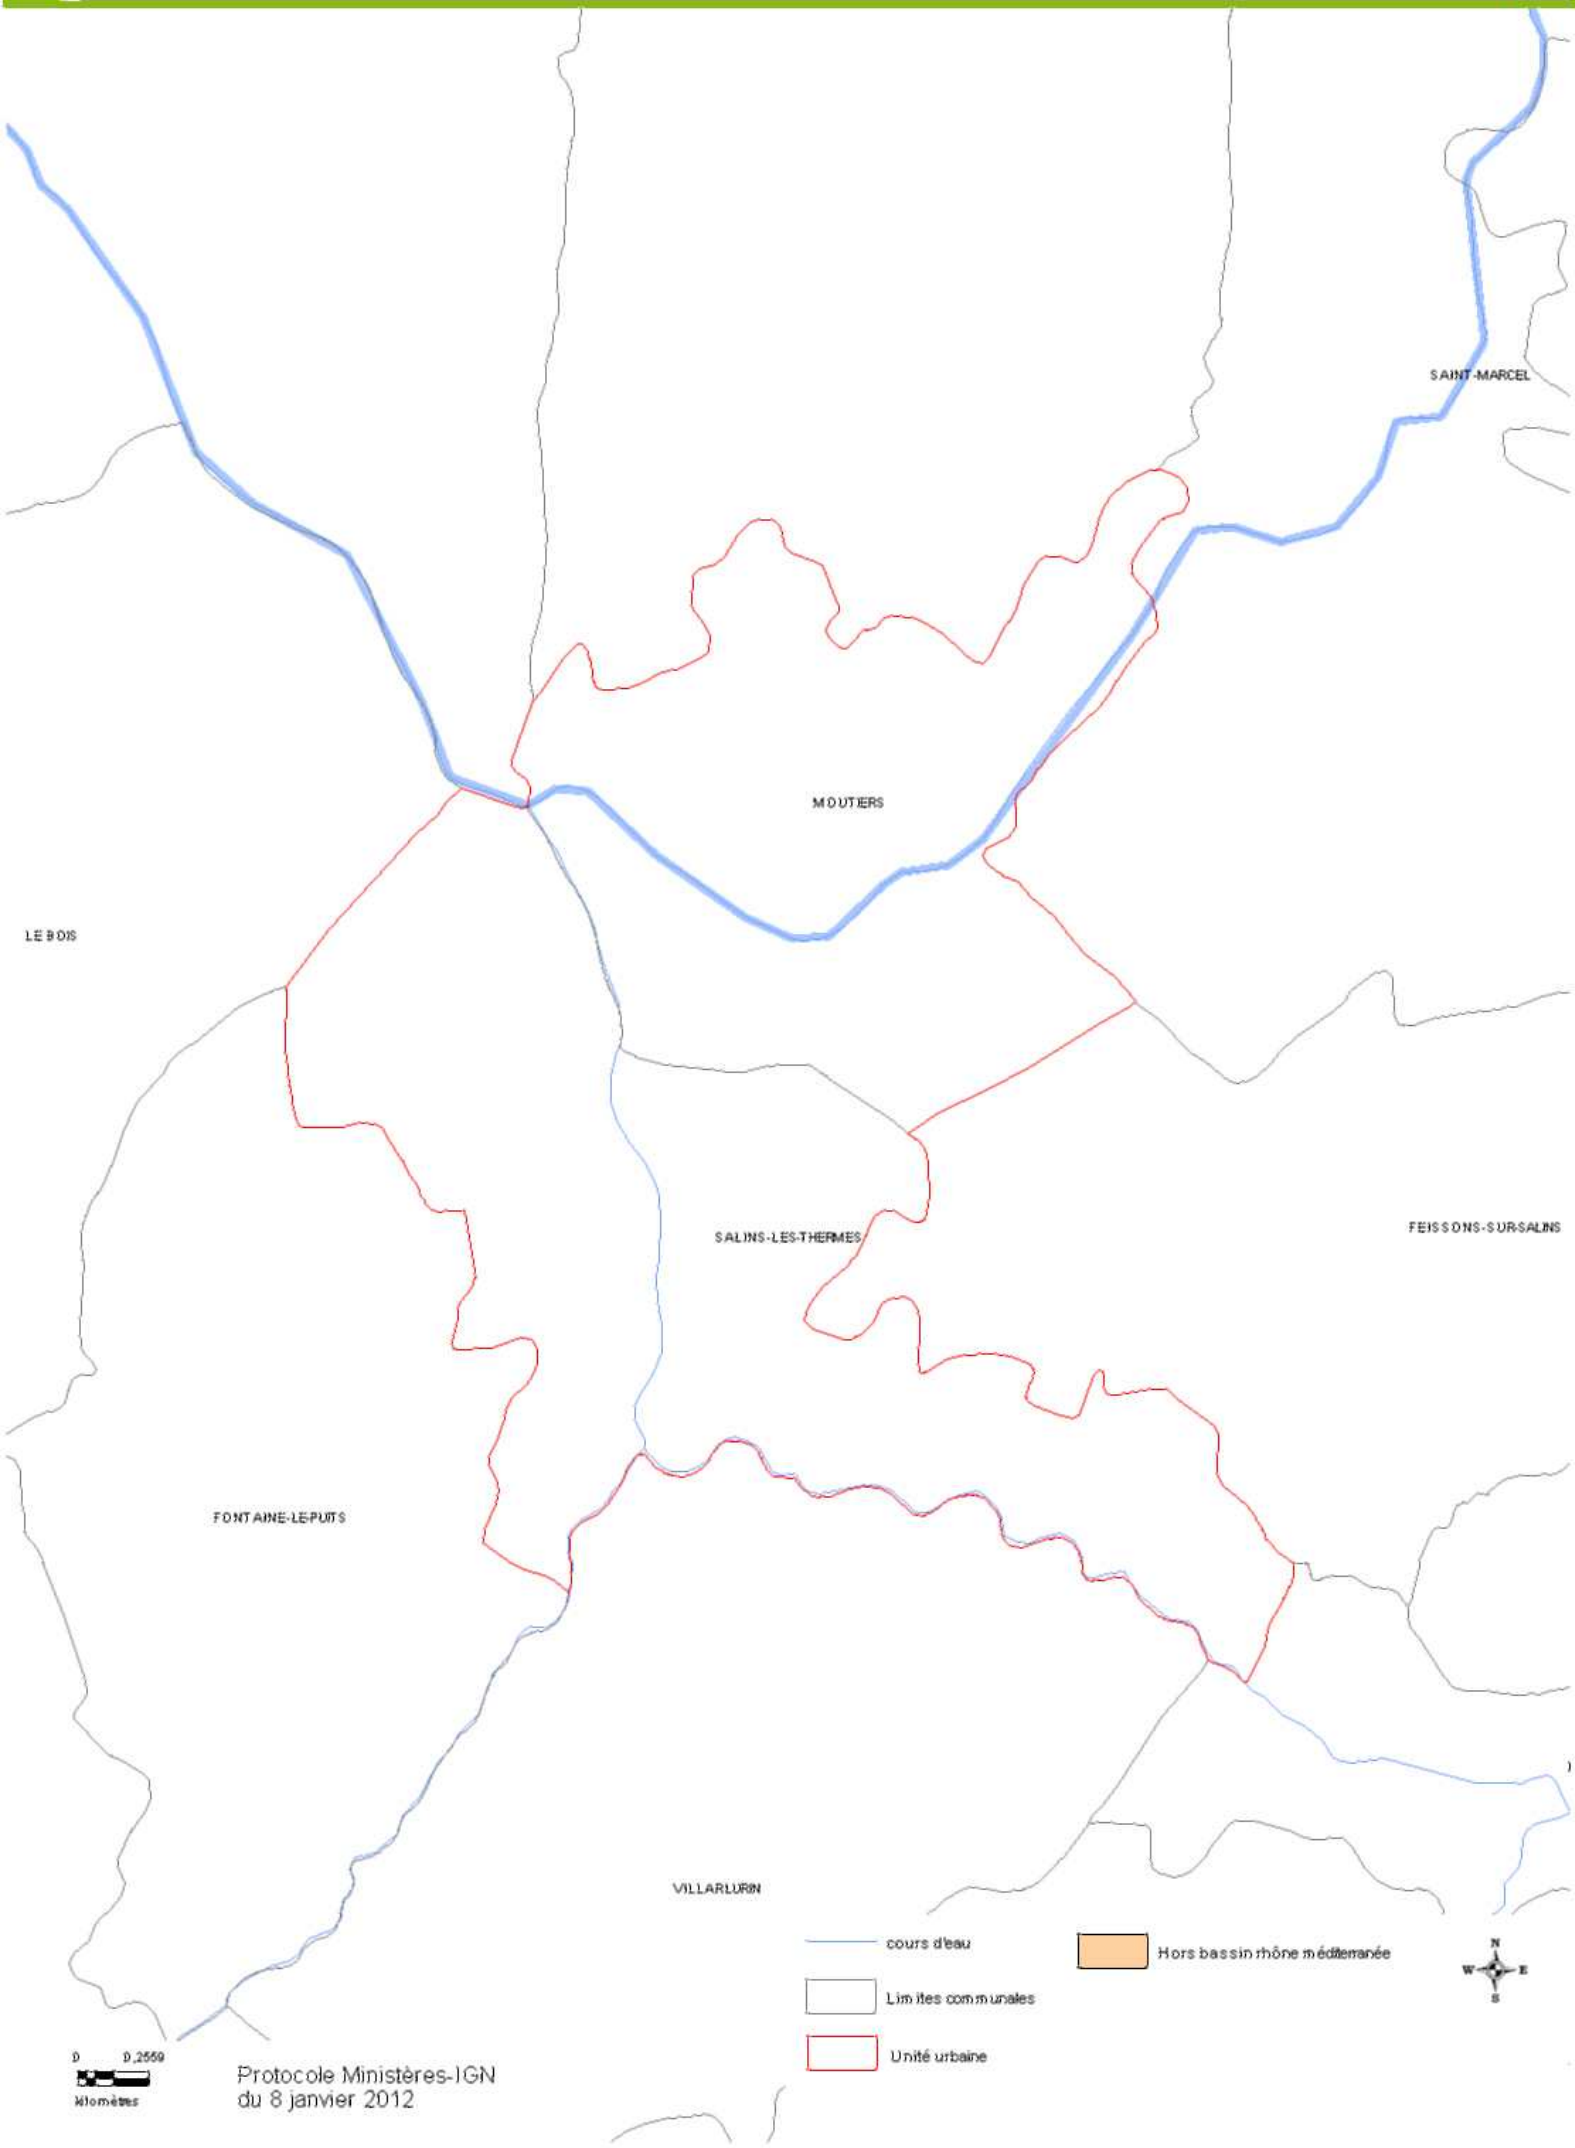 SAINT-MARCEL
MOUTIERS
LE BOIS
SALINS-LES-THERMES
FEISSONS-SUR-SALINS
FONTAINE-LE-PUITS
VILLARLURIN
cours d'eau
Hors bassin rhône méditerranée
Limites communales
Unité urbaine
N
W E
S
0 0,2559
kilomètres
Protocole Ministères-IGN
du 8 janvier 2012